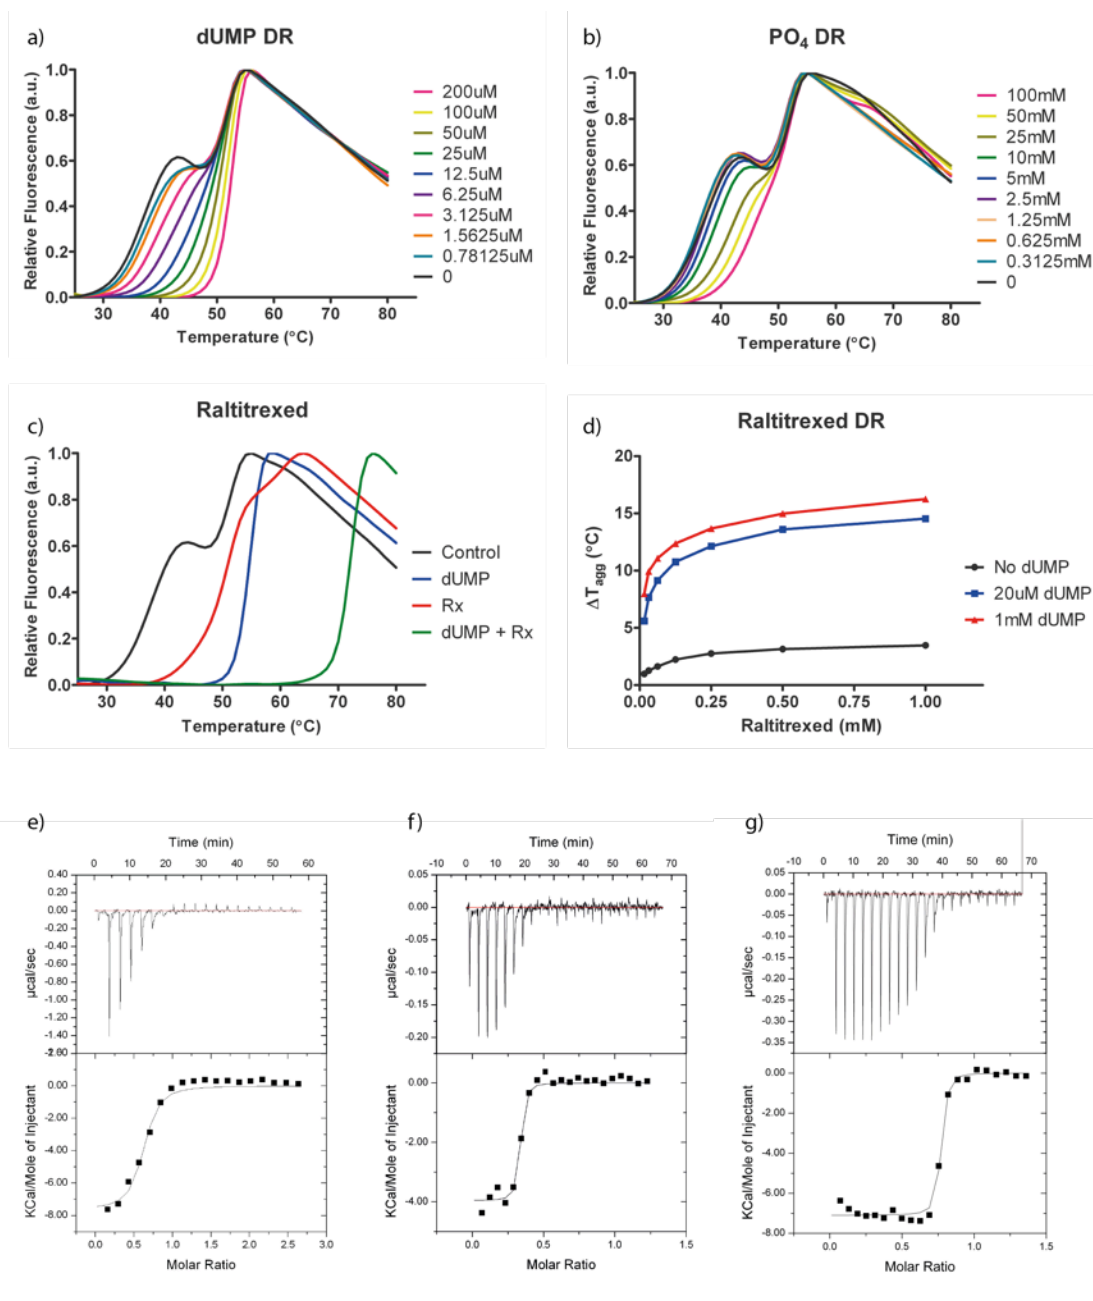 a)
dUMP DR
Relative Fluorescence (a.u.)
1.0
0.8
0.6
0.4
0.2
0.0
30 40 50 60 70 80
Temperature (°C)
200uM
100uM
50uM
25uM
12.5uM
6.25uM
3.125uM
1.5625uM
0.78125uM
0
b)
PO4 DR
Relative Fluorescence (a.u.)
1.0
0.8
0.6
0.4
0.2
0.0
30 40 50 60 70 80
Temperature (°C)
100mM
50mM
25mM
10mM
5mM
2.5mM
1.25mM
0.625mM
0.3125mM
0
c)
Raltitrexed
Relative Fluorescence (a.u.)
1.0
0.8
0.6
0.4
0.2
0.0
30 40 50 60 70 80
Temperature (°C)
Control
dUMP
Rx
dUMP + Rx
d)
Raltitrexed DR
ΔTagg (°C)
20
15
10
5
0
0.00 0.25 0.50 0.75 1.00
Raltitrexed (mM)
No dUMP
20uM dUMP
1mM dUMP
e)
Time (min)
0 10 20 30 40 50 60
0.40
0.20
0.00
-0.20
-0.40
-0.60
-0.80
-1.00
-1.20
-1.40
µcal/sec
0.00
-2.00
-4.00
-6.00
-8.00
KCal/Mole of Injectant
0.0 0.5 1.0 1.5 2.0 2.5 3.0
Molar Ratio
f)
Time (min)
-10 0 10 20 30 40 50 60 70
0.05
0.00
-0.05
-0.10
-0.15
-0.20
µcal/sec
0.00
-2.00
-4.00
KCal/Mole of Injectant
0.0 0.5 1.0 1.5
Molar Ratio
g)
Time (min)
-10 0 10 20 30 40 50 60 70
0.05
0.00
-0.05
-0.10
-0.15
-0.20
-0.25
-0.30
-0.35
µcal/sec
0.00
-2.00
-4.00
-6.00
-8.00
KCal/Mole of Injectant
0.0 0.5 1.0 1.5
Molar Ratio